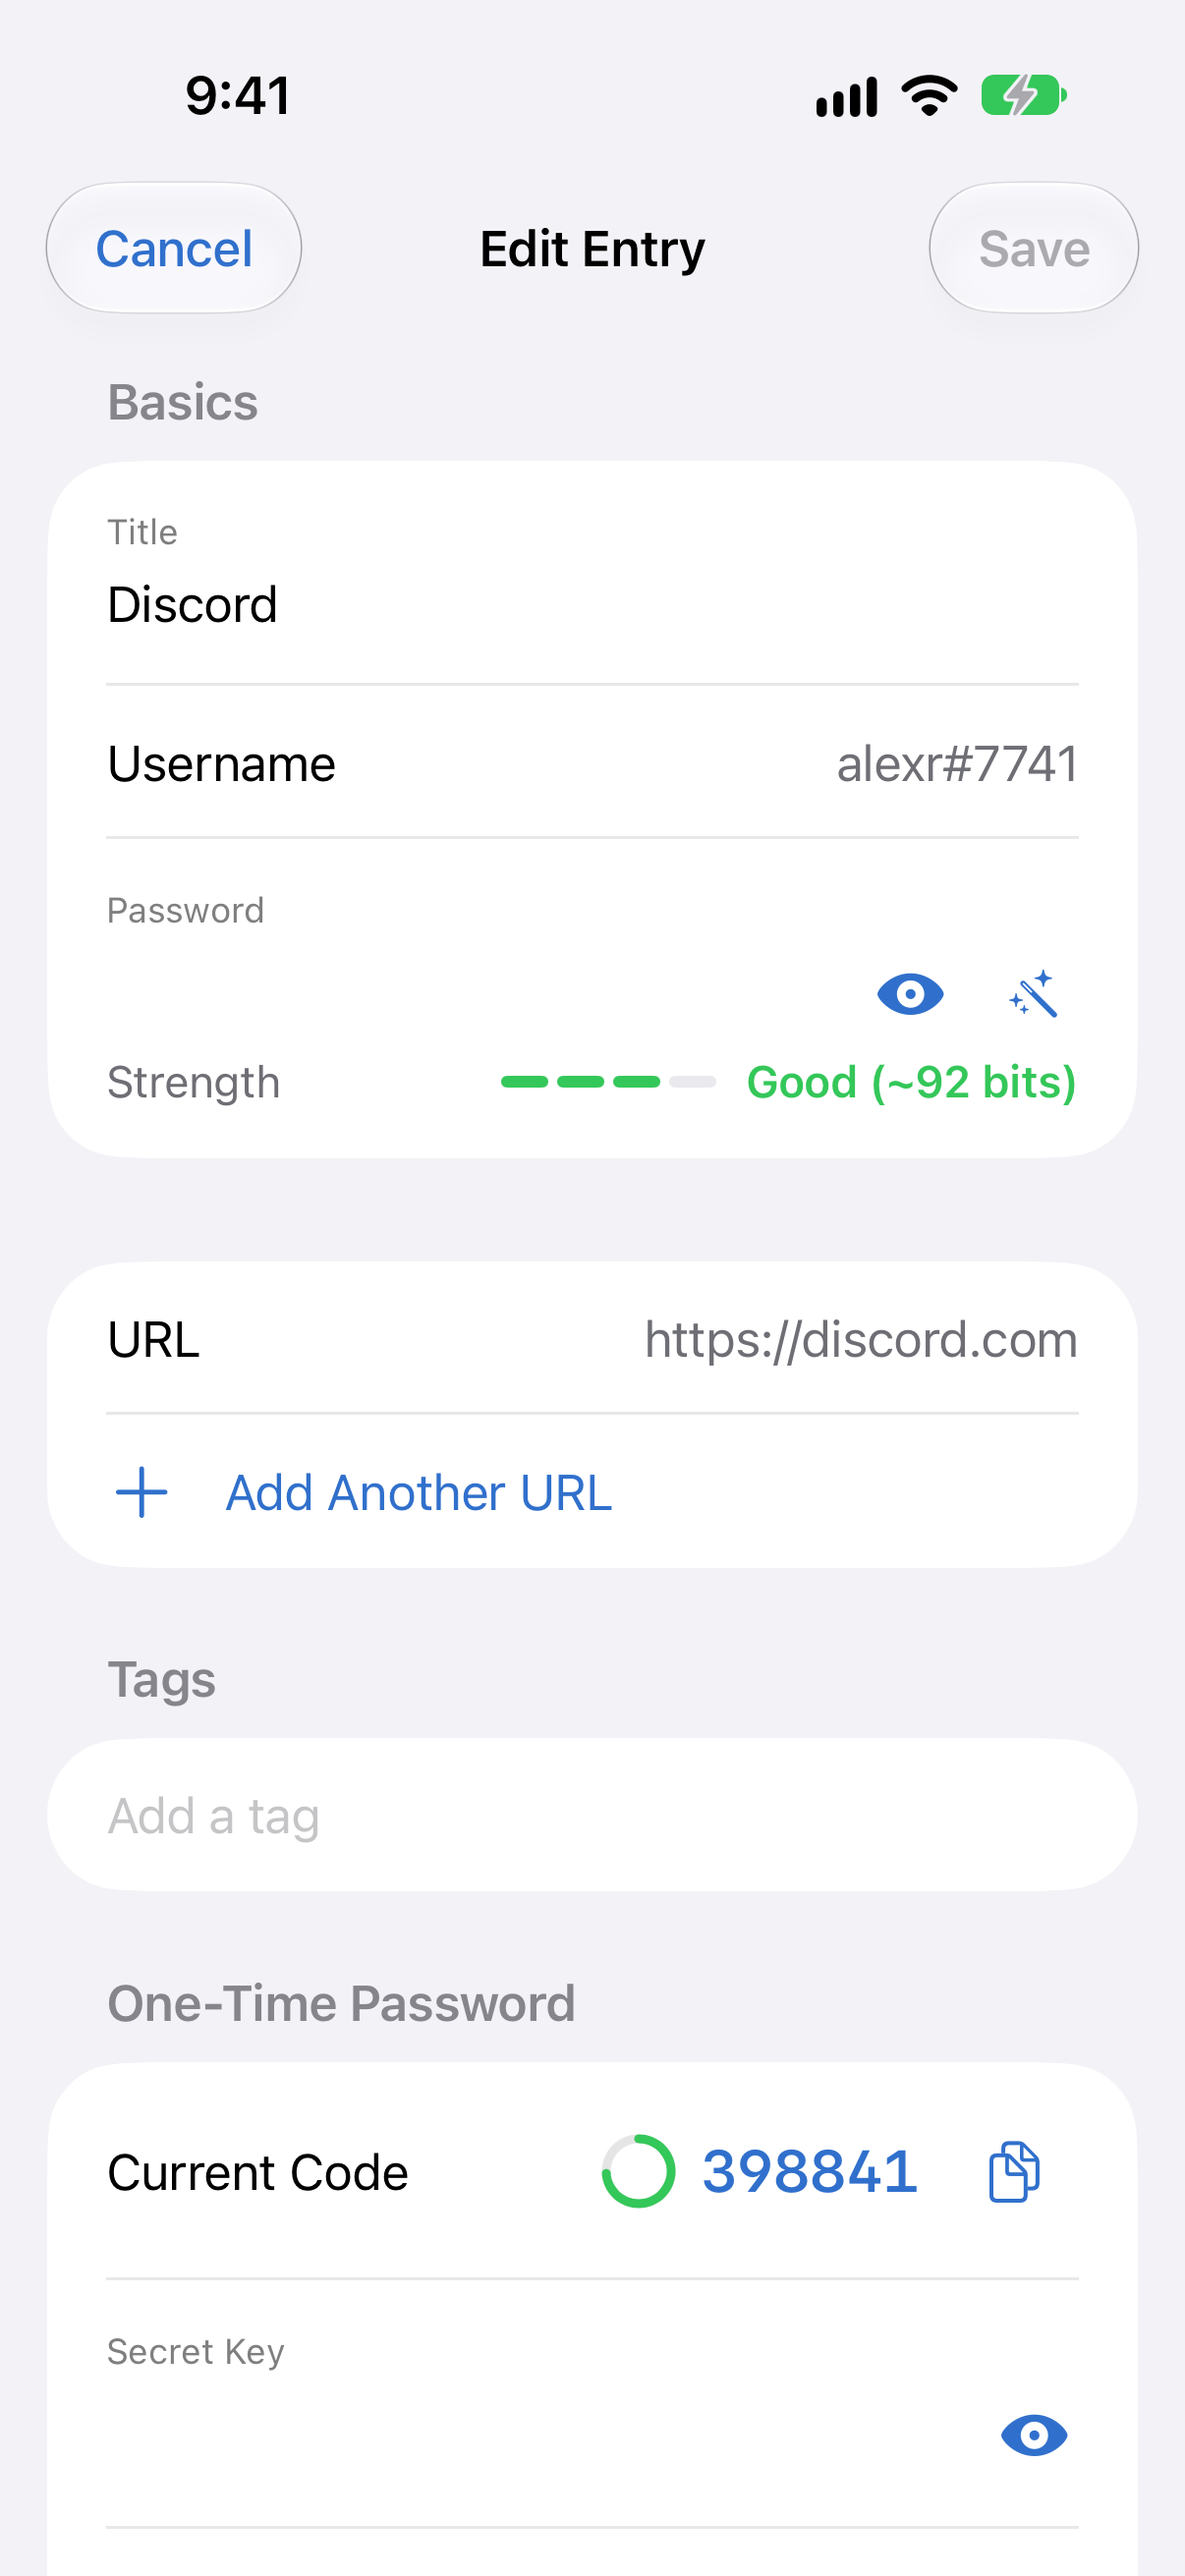 9:41
Cancel
Edit Entry
Save
Basics
Title
Discord
Username
alexr#7741
Password
Strength
Good (~92 bits)
URL
https://discord.com
Add Another URL
Tags
Add a tag
One-Time Password
Current Code
398841
Secret Key